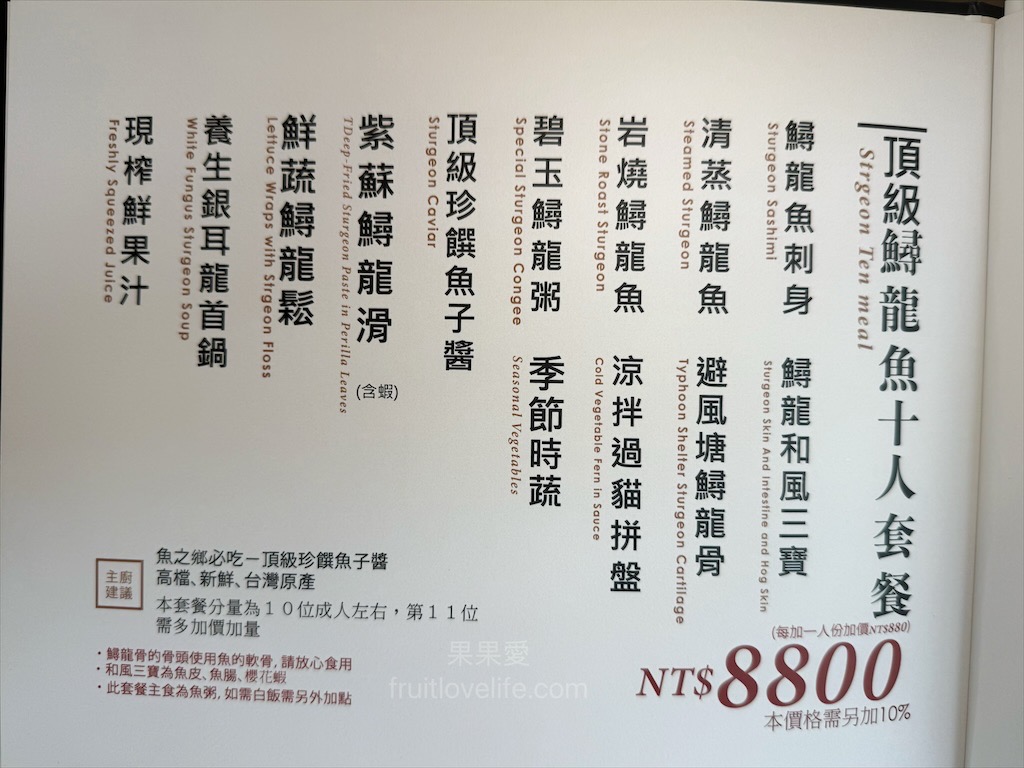 頂級鱘龍魚十人套餐
Strgeon Ten meal
鱘龍魚刺身
Sturgeon Sashimi
鱘龍和風三寶
Sturgeon Skin And Intestine and Hog Skin
清蒸鱘龍魚
Steamed Sturgeon
避風塘鱘龍骨
Typhoon Shelter Sturgeon Cartilage
岩燒鱘龍魚
Stone Roast Sturgeon
涼拌過貓拼盤
Cold Vegetable Fern in Sauce
碧玉鱘龍粥
Special Sturgeon Congee
季節時蔬
Seasonal Vegetables
頂級珍饌魚子醬
Sturgeon Caviar
紫蘇鱘龍滑(含蝦)
TDeep-Fried Sturgeon Paste in Perilla Leaves
鮮蔬鱘龍鬆
Lettuce Wraps with Strgeon Floss
養生銀耳龍首鍋
White Fungus Sturgeon Soup
現榨鮮果汁
Freshly Squeezed Juice
(每加一人份加價NT$880)
NT$8800
本價格需另加10%
主廚
建議
魚之鄉必吃－頂級珍饌魚子醬
高檔、新鮮、台灣原產
本套餐分量為１０位成人左右，第１１位
需多加價加量
・鱘龍骨的骨頭使用魚的軟骨,請放心食用
・和風三寶為魚皮、魚腸、櫻花蝦
・此套餐主食為魚粥,如需白飯需另外加點
果果愛
fruitlovelife.com